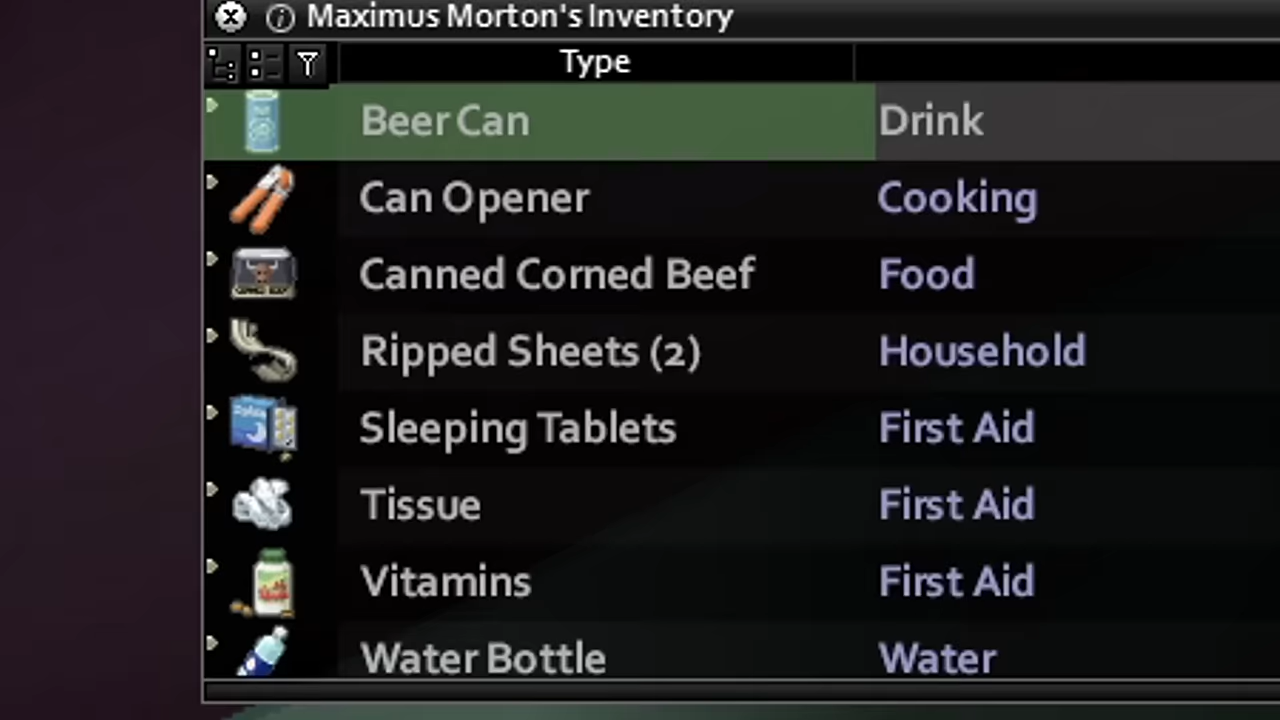 Maximus Morton's Inventory
Type
Beer Can Drink
Can Opener Cooking
Canned Corned Beef Food
Ripped Sheets (2) Household
Sleeping Tablets First Aid
Tissue First Aid
Vitamins First Aid
Water Bottle Water